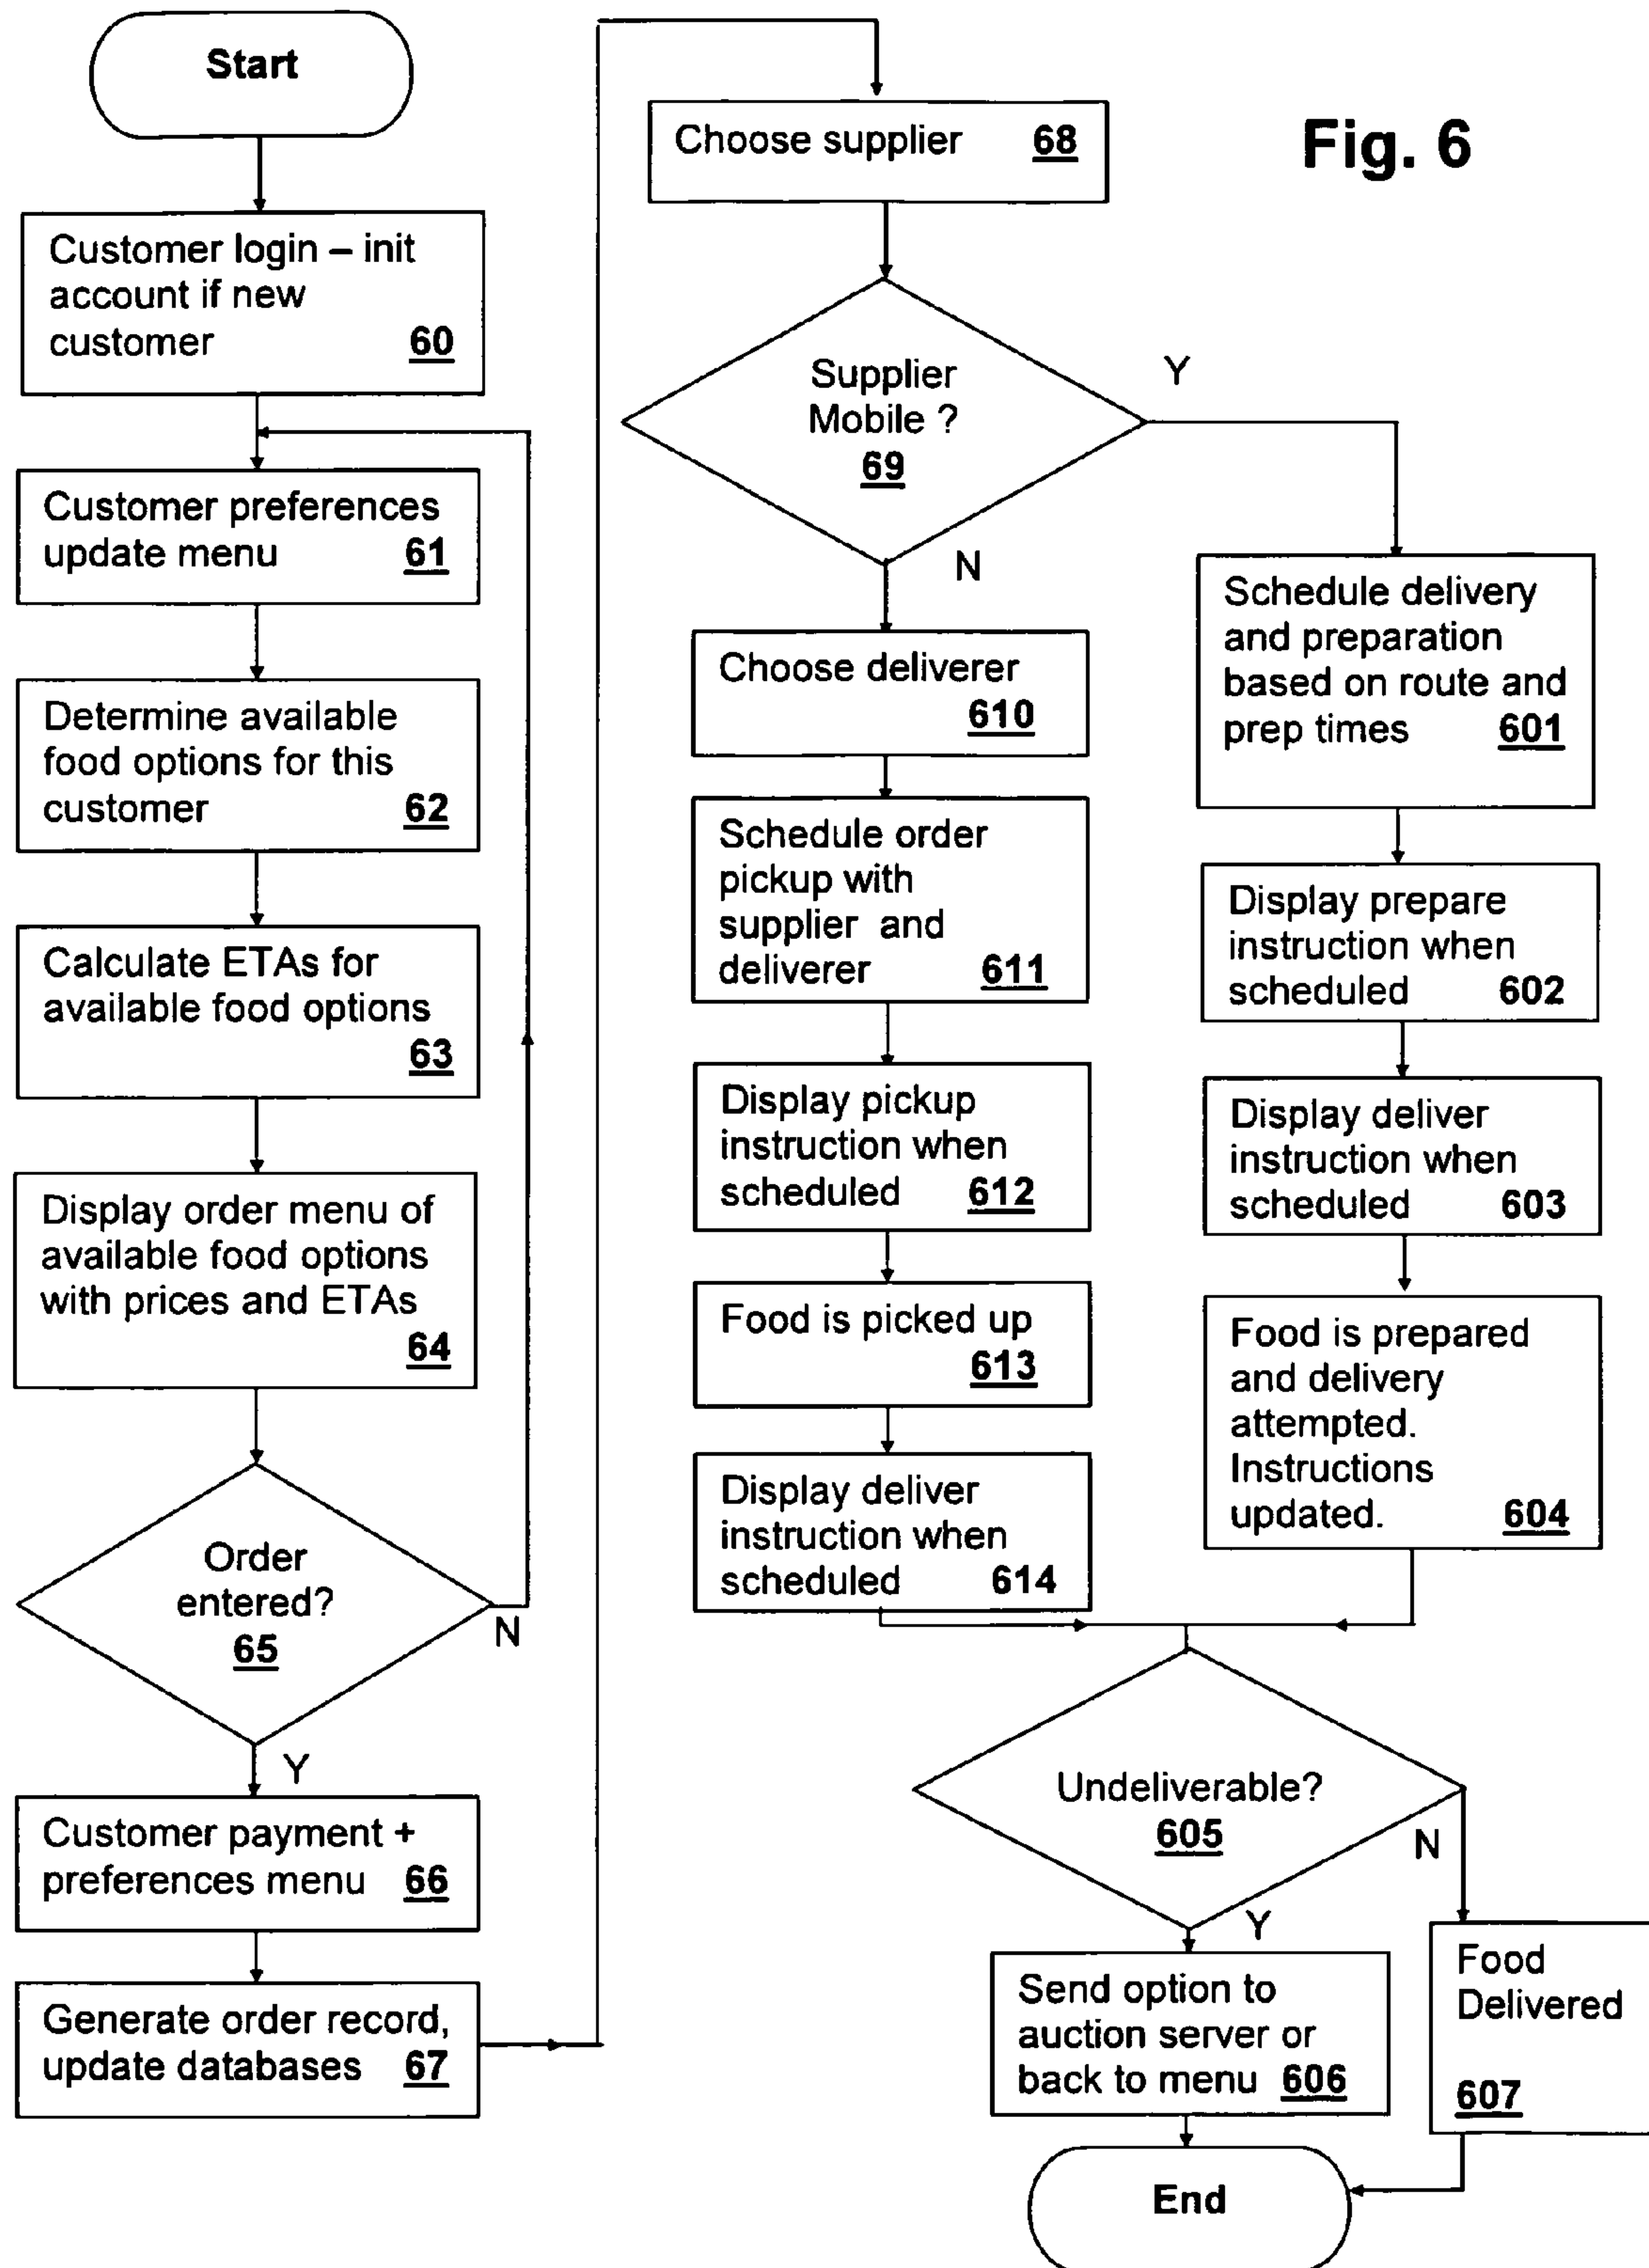 Start
Customer login – init
account if new
customer 60
Customer preferences
update menu 61
Determine available
food options for this
customer 62
Calculate ETAs for
available food options
63
Display order menu of
available food options
with prices and ETAs
64
Order
entered?
65
N
Y
Customer payment +
preferences menu 66
Generate order record,
update databases 67
Fig. 6
Choose supplier 68
Supplier
Mobile ?
69
Y
N
Choose deliverer
610
Schedule order
pickup with
supplier and
deliverer 611
Display pickup
instruction when
scheduled 612
Food is picked up
613
Display deliver
instruction when
scheduled 614
Schedule delivery
and preparation
based on route and
prep times 601
Display prepare
instruction when
scheduled 602
Display deliver
instruction when
scheduled 603
Food is prepared
and delivery
attempted.
Instructions
updated. 604
Undeliverable?
605
N
Y
Send option to
auction server or
back to menu 606
Food
Delivered
607
End